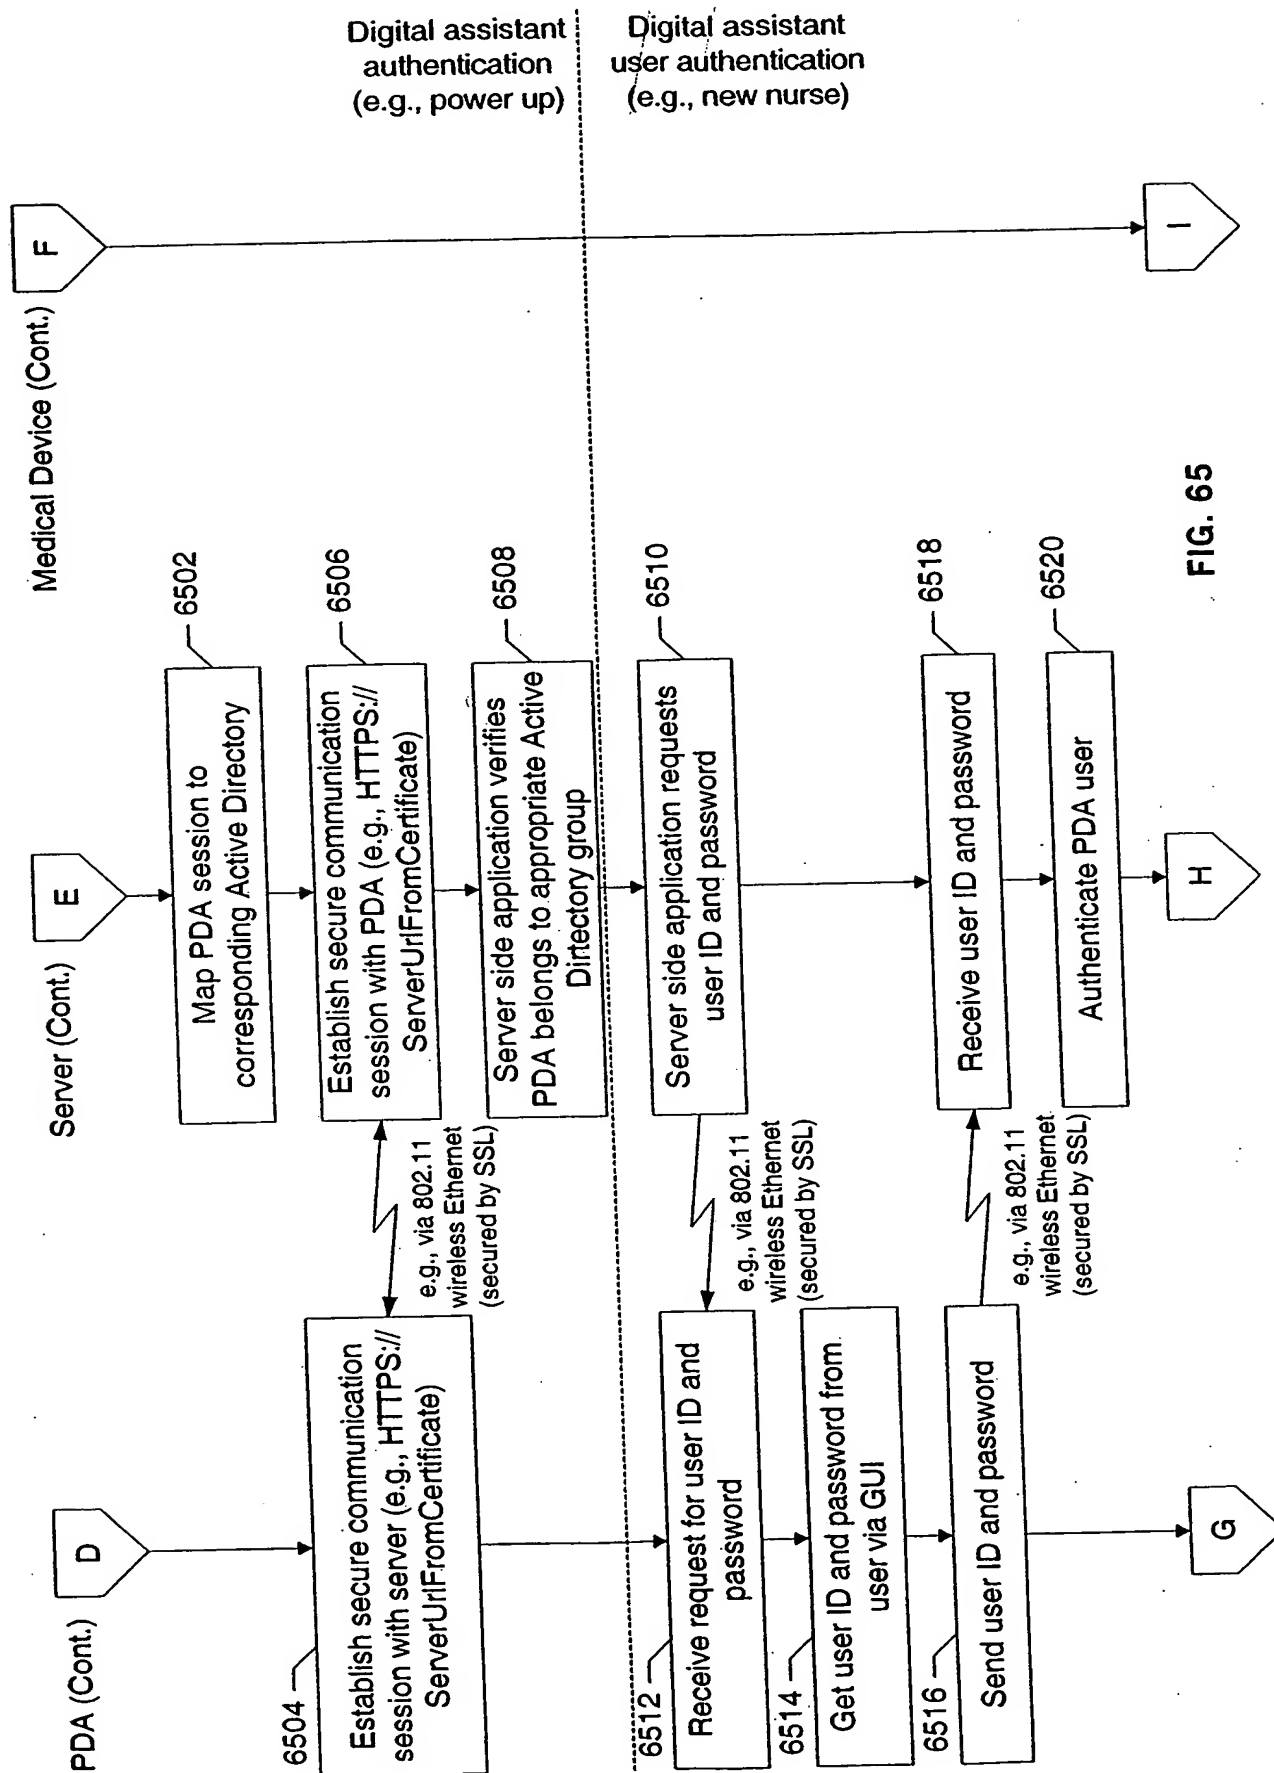 PDA (Cont.)
D
Server (Cont.)
E
Medical Device (Cont.)
F
6502
Map PDA session to
corresponding Active Directory
6504
Establish secure communication
session with server (e.g., HTTPS://
ServerUrlFromCertificate)
e.g., via 802.11
wireless Ethernet
(secured by SSL)
6506
Establish secure communication
session with PDA (e.g., HTTPS://
ServerUrlFromCertificate)
6508
Server side application verifies
PDA belongs to appropriate Active
Dirtectory group
Digital assistant
authentication
(e.g., power up)
Digital assistant
user authentication
(e.g., new nurse)
6510
Server side application requests
user ID and password
e.g., via 802.11
wireless Ethernet
(secured by SSL)
6512
Receive request for user ID and
password
6514
Get user ID and password from
user via GUI
6516
Send user ID and password
e.g., via 802.11
wireless Ethernet
(secured by SSL)
6518
Receive user ID and password
6520
Authenticate PDA user
G
H
I
FIG. 65